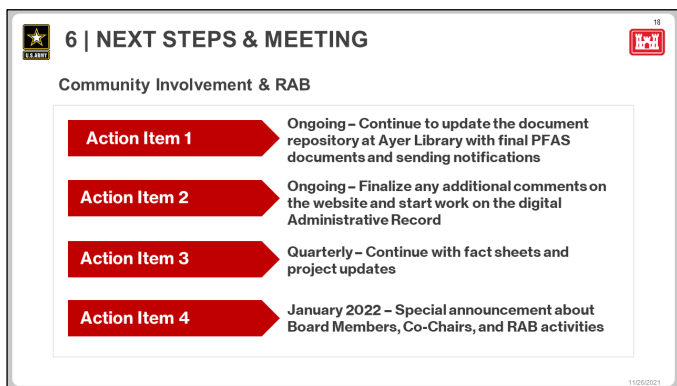 18
6 | NEXT STEPS & MEETING
U.S.ARMY
Community Involvement & RAB
Action Item 1
Ongoing – Continue to update the document
repository at Ayer Library with final PFAS
documents and sending notifications
Action Item 2
Ongoing – Finalize any additional comments on
the website and start work on the digital
Administrative Record
Action Item 3
Quarterly – Continue with fact sheets and
project updates
Action Item 4
January 2022 – Special announcement about
Board Members, Co-Chairs, and RAB activities
11/26/2021